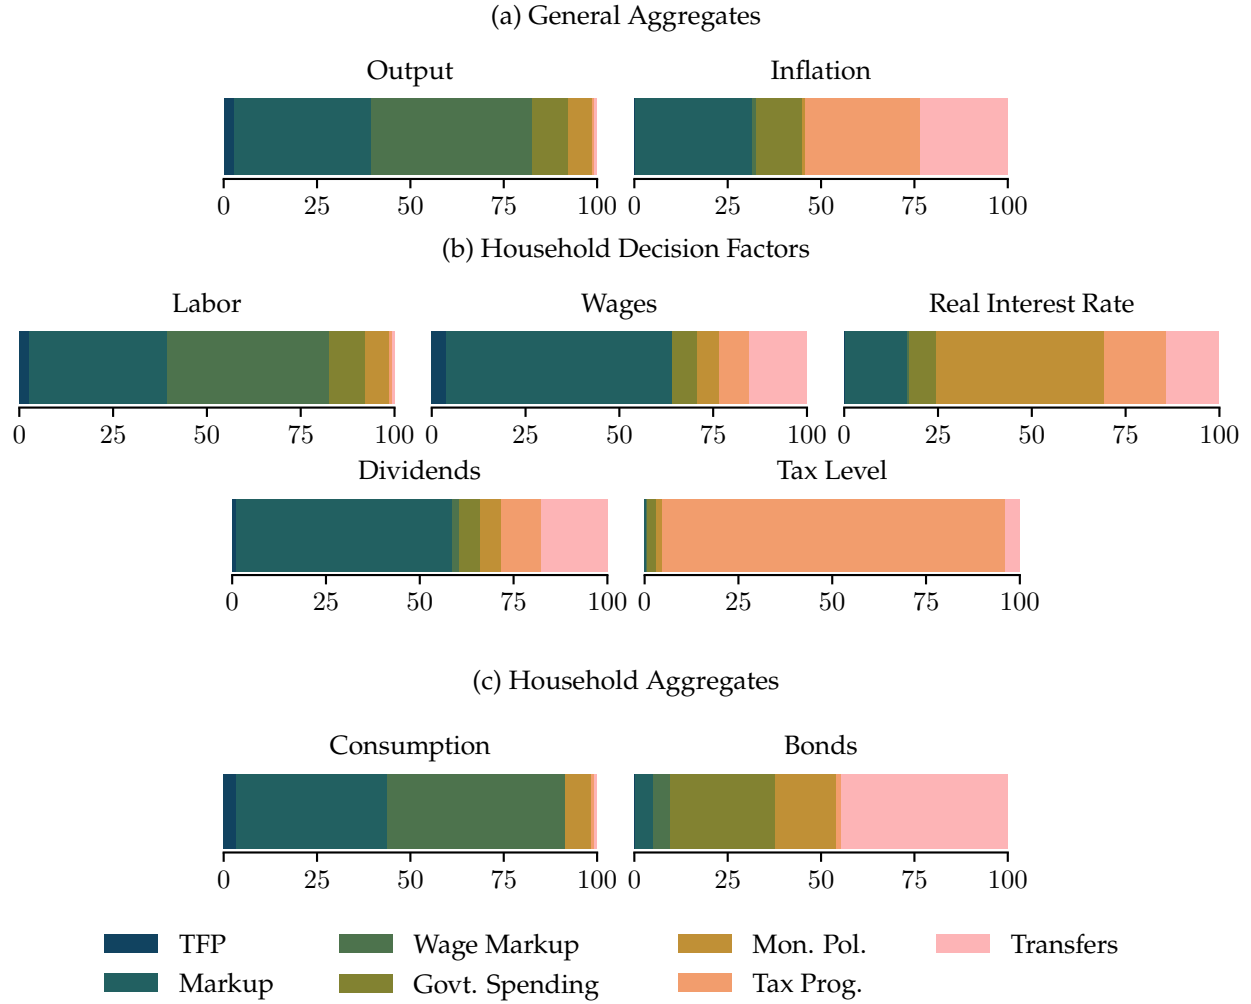 (a) General Aggregates
Output
Inflation
0 25 50 75 100
0 25 50 75 100
(b) Household Decision Factors
Labor
Wages
Real Interest Rate
0 25 50 75 100
0 25 50 75 100
0 25 50 75 100
Dividends
Tax Level
0 25 50 75 100
0 25 50 75 100
(c) Household Aggregates
Consumption
Bonds
0 25 50 75 100
0 25 50 75 100
TFP
Wage Markup
Mon. Pol.
Transfers
Markup
Govt. Spending
Tax Prog.